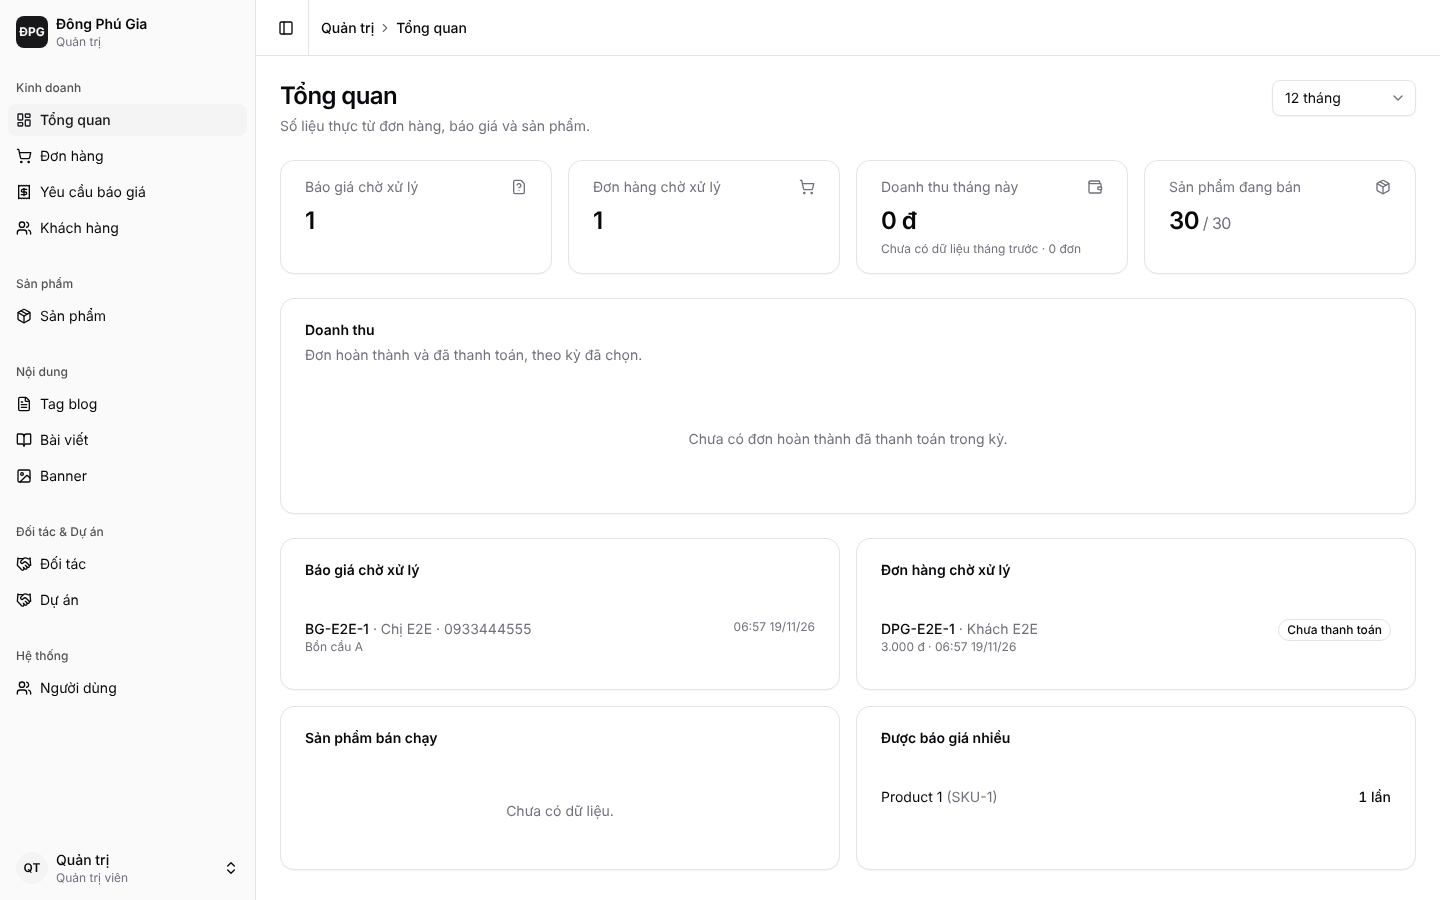 ĐPG
Đông Phú Gia
Quản trị
Kinh doanh
Tổng quan
Đơn hàng
Yêu cầu báo giá
Khách hàng
Sản phẩm
Sản phẩm
Nội dung
Tag blog
Bài viết
Banner
Đối tác & Dự án
Đối tác
Dự án
Hệ thống
Người dùng
QT
Quản trị
Quản trị viên
Quản trị > Tổng quan
Tổng quan
Số liệu thực từ đơn hàng, báo giá và sản phẩm.
12 tháng
Báo giá chờ xử lý
1
Đơn hàng chờ xử lý
1
Doanh thu tháng này
0 đ
Chưa có dữ liệu tháng trước · 0 đơn
Sản phẩm đang bán
30 / 30
Doanh thu
Đơn hoàn thành và đã thanh toán, theo kỳ đã chọn.
Chưa có đơn hoàn thành đã thanh toán trong kỳ.
Báo giá chờ xử lý
BG-E2E-1 · Chị E2E · 0933444555
06:57 19/11/26
Bồn cầu A
Đơn hàng chờ xử lý
DPG-E2E-1 · Khách E2E
Chưa thanh toán
3.000 đ · 06:57 19/11/26
Sản phẩm bán chạy
Chưa có dữ liệu.
Được báo giá nhiều
Product 1 (SKU-1)
1 lần